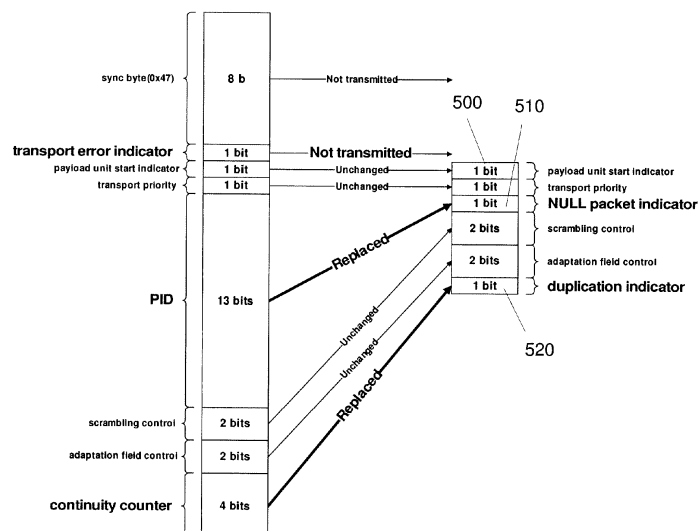 500 510
sync byte(0x47) 8 b Not transmitted
transport error indicator 1 bit Not transmitted
payload unit start indicator 1 bit Unchanged 1 bit payload unit start indicator
transport priority 1 bit Unchanged 1 bit transport priority
1 bit NULL packet indicator
2 bits scrambling control
2 bits adaptation field control
1 bit duplication indicator
PID 13 bits Replaced
520
scrambling control 2 bits Unchanged
adaptation field control 2 bits Unchanged
continuity counter 4 bits Replaced